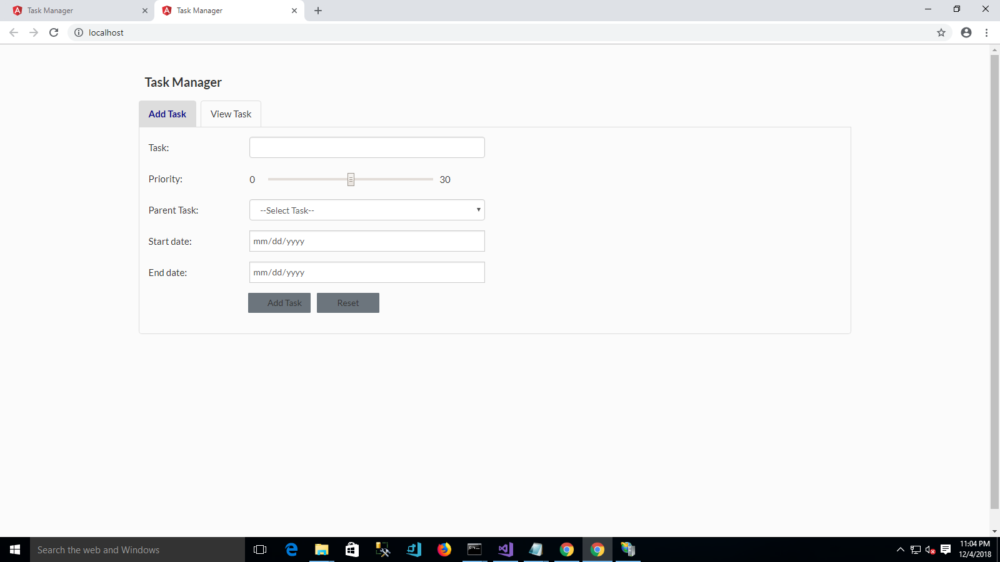 Task Manager
Task Manager
localhost
Task Manager
Add Task
View Task
Task:
Priority:
0
30
Parent Task:
--Select Task--
Start date:
mm/dd/yyyy
End date:
mm/dd/yyyy
Add Task
Reset
Search the web and Windows
11:04 PM
12/4/2018